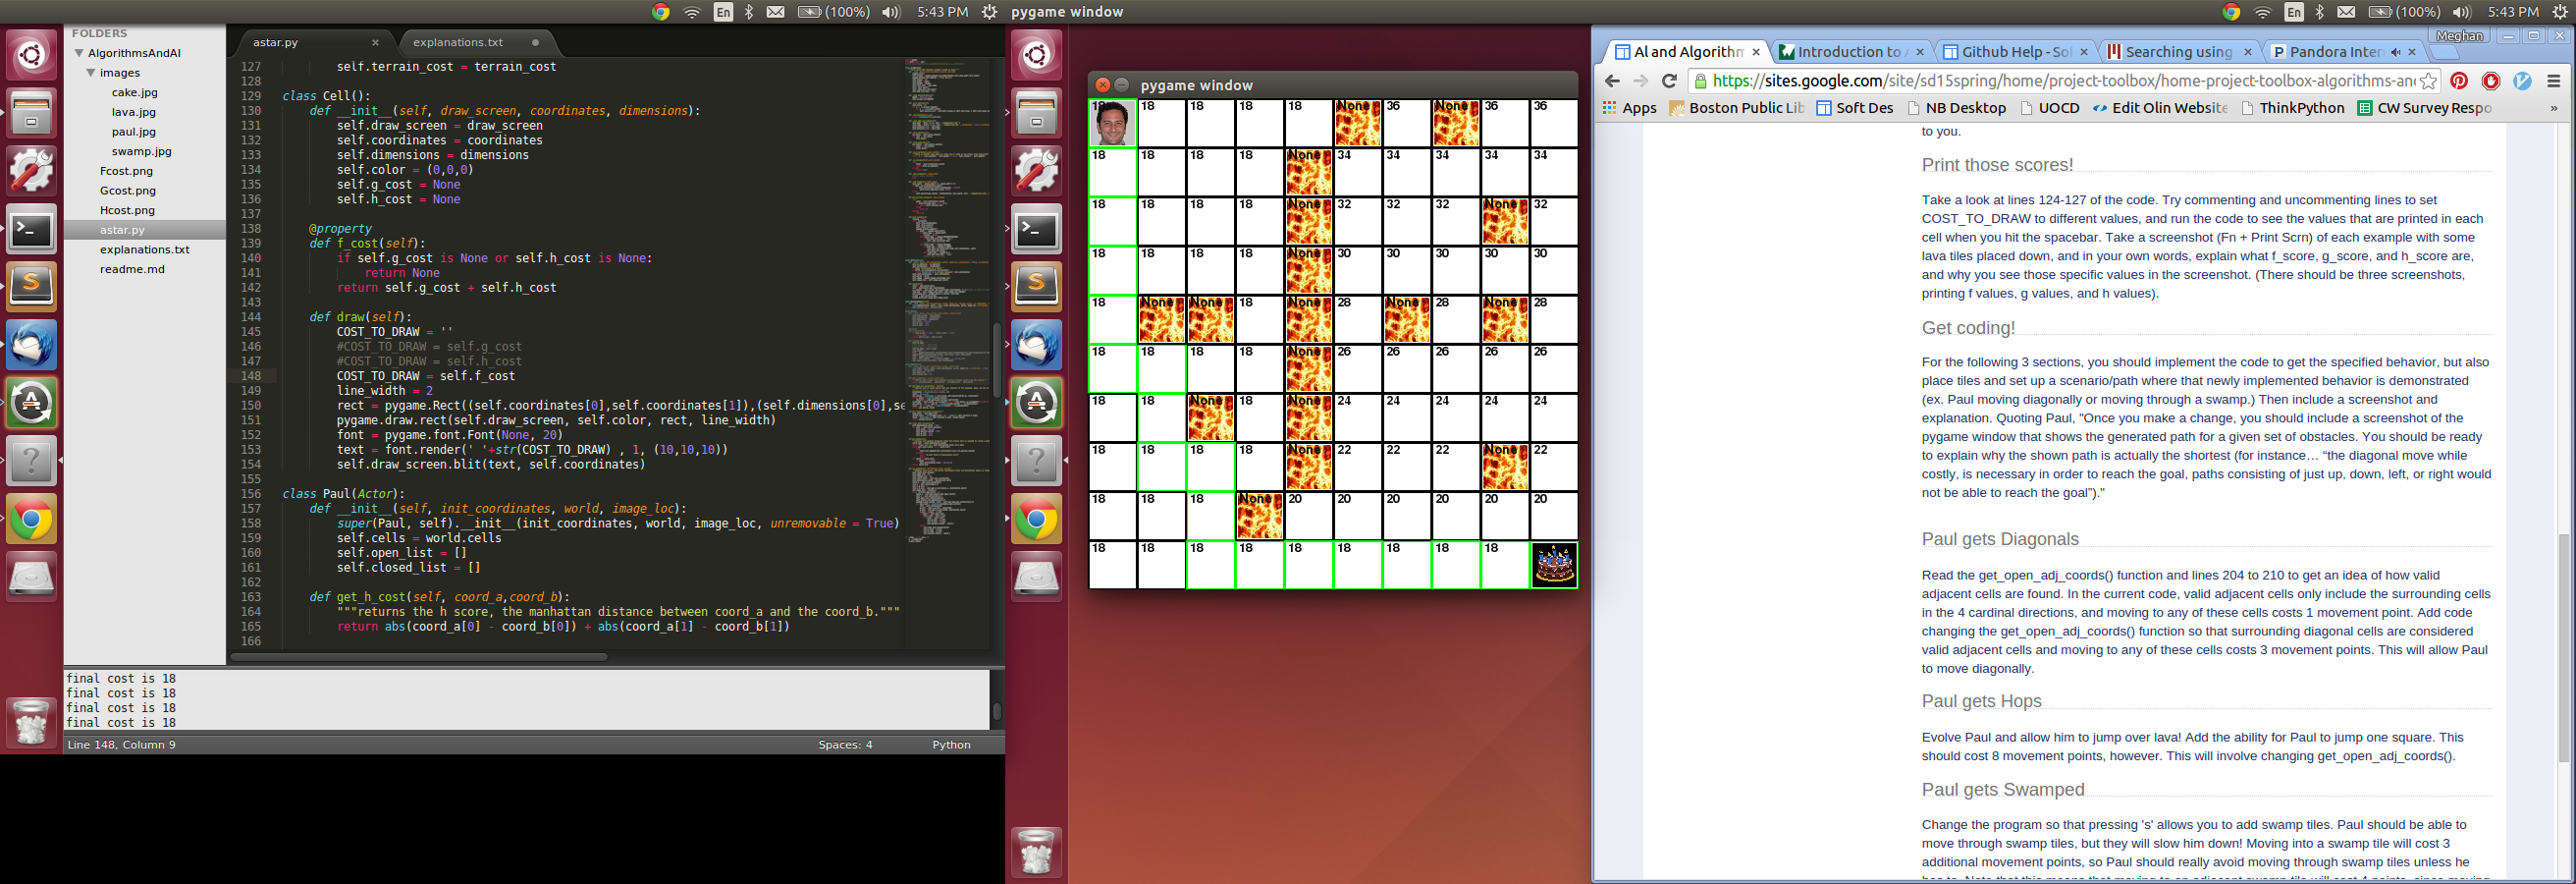 En (100%) 5:43 PM pygame window En (100%) 5:43 PM
FOLDERS
AlgorithmsAndAI
images
cake.jpg
lava.jpg
paul.jpg
swamp.jpg
Fcost.png
Gcost.png
Hcost.png
astar.py
explanations.txt
readme.md
astar.py × explanations.txt
127 self.terrain_cost = terrain_cost
128
129 class Cell():
130 def __init__(self, draw_screen, coordinates, dimensions):
131 self.draw_screen = draw_screen
132 self.coordinates = coordinates
133 self.dimensions = dimensions
134 self.color = (0,0,0)
135 self.g_cost = None
136 self.h_cost = None
137
138 @property
139 def f_cost(self):
140 if self.g_cost is None or self.h_cost is None:
141 return None
142 return self.g_cost + self.h_cost
143
144 def draw(self):
145 COST_TO_DRAW = ''
146 #COST_TO_DRAW = self.g_cost
147 #COST_TO_DRAW = self.h_cost
148 COST_TO_DRAW = self.f_cost
149 line_width = 2
150 rect = pygame.Rect((self.coordinates[0],self.coordinates[1]),(self.dimensions[0],se
151 pygame.draw.rect(self.draw_screen, self.color, rect, line_width)
152 font = pygame.font.Font(None, 20)
153 text = font.render(' '+str(COST_TO_DRAW) , 1, (10,10,10))
154 self.draw_screen.blit(text, self.coordinates)
155
156 class Paul(Actor):
157 def __init__(self, init_coordinates, world, image_loc):
158 super(Paul, self).__init__(init_coordinates, world, image_loc, unremovable = True)
159 self.cells = world.cells
160 self.open_list = []
161 self.closed_list = []
162
163 def get_h_cost(self, coord_a,coord_b):
164 """returns the h score, the manhattan distance between coord_a and the coord_b."""
165 return abs(coord_a[0] - coord_b[0]) + abs(coord_a[1] - coord_b[1])
166
final cost is 18
final cost is 18
final cost is 18
final cost is 18
Line 148, Column 9 Spaces: 4 Python
pygame window
18 18 18 18 18 None 36 None 36 36
18 18 18 18 None 34 34 34 34 34
18 18 18 18 None 32 32 32 None 32
18 18 18 18 None 30 30 30 30 30
18 None None 18 None 28 None 28 None 28
18 18 18 18 None 26 26 26 26 26
18 18 None 18 None 24 24 24 24 24
18 18 18 18 None 22 22 22 None 22
18 18 18 None 20 20 20 20 20 20
18 18 18 18 18 18 18 18 18
Meghan
AI and Algorithm × Introduction to × Github Help - Sol × Searching using × Pandora Inter ×
https://sites.google.com/site/sd15spring/home/project-toolbox/home-project-toolbox-algorithms-an
Apps Boston Public Lib Soft Des NB Desktop UOCD Edit Olin Website ThinkPython CW Survey Respo »
to you.
Print those scores!
Take a look at lines 124-127 of the code. Try commenting and uncommenting lines to set
COST_TO_DRAW to different values, and run the code to see the values that are printed in each
cell when you hit the spacebar. Take a screenshot (Fn + Print Scrn) of each example with some
lava tiles placed down, and in your own words, explain what f_score, g_score, and h_score are,
and why you see those specific values in the screenshot. (There should be three screenshots,
printing f values, g values, and h values).
Get coding!
For the following 3 sections, you should implement the code to get the specified behavior, but also
place tiles and set up a scenario/path where that newly implemented behavior is demonstrated
(ex. Paul moving diagonally or moving through a swamp.) Then include a screenshot and
explanation. Quoting Paul, "Once you make a change, you should include a screenshot of the
pygame window that shows the generated path for a given set of obstacles. You should be ready
to explain why the shown path is actually the shortest (for instance… “the diagonal move while
costly, is necessary in order to reach the goal, paths consisting of just up, down, left, or right would
not be able to reach the goal”)."
Paul gets Diagonals
Read the get_open_adj_coords() function and lines 204 to 210 to get an idea of how valid
adjacent cells are found. In the current code, valid adjacent cells only include the surrounding cells
in the 4 cardinal directions, and moving to any of these cells costs 1 movement point. Add code
changing the get_open_adj_coords() function so that surrounding diagonal cells are considered
valid adjacent cells and moving to any of these cells costs 3 movement points. This will allow Paul
to move diagonally.
Paul gets Hops
Evolve Paul and allow him to jump over lava! Add the ability for Paul to jump one square. This
should cost 8 movement points, however. This will involve changing get_open_adj_coords().
Paul gets Swamped
Change the program so that pressing 's' allows you to add swamp tiles. Paul should be able to
move through swamp tiles, but they will slow him down! Moving into a swamp tile will cost 3
additional movement points, so Paul should really avoid moving through swamp tiles unless he